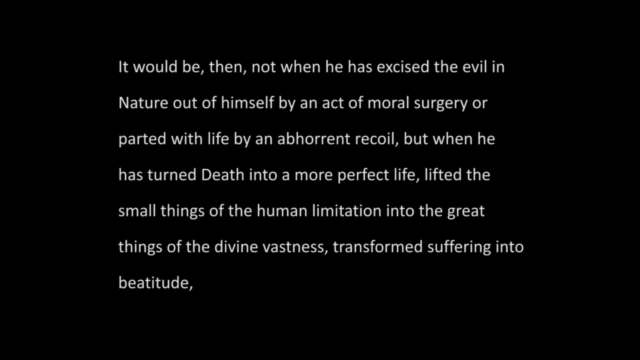 It would be, then, not when he has excised the evil in
Nature out of himself by an act of moral surgery or
parted with life by an abhorrent recoil, but when he
has turned Death into a more perfect life, lifted the
small things of the human limitation into the great
things of the divine vastness, transformed suffering into
beatitude,